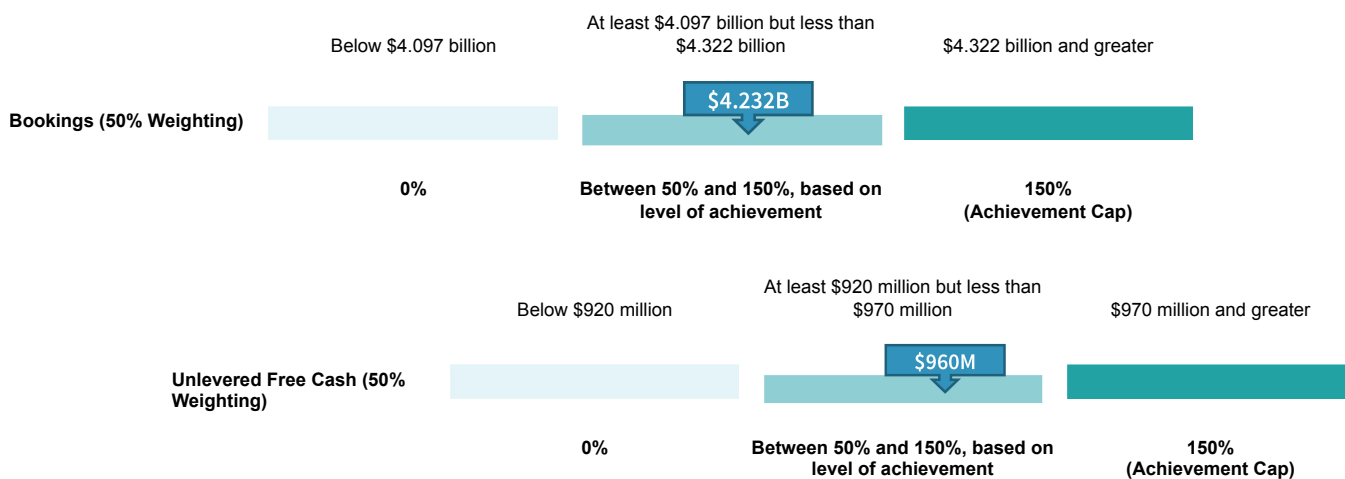 At least $4.097 billion but less than
Below $4.097 billion
$4.322 billion
$4.322 billion and greater
$4.232B
Bookings (50% Weighting)
0%
Between 50% and 150%, based on
level of achievement
150%
(Achievement Cap)
At least $920 million but less than
Below $920 million
$970 million
$970 million and greater
$960M
Unlevered Free Cash (50%
Weighting)
0%
Between 50% and 150%, based on
level of achievement
150%
(Achievement Cap)